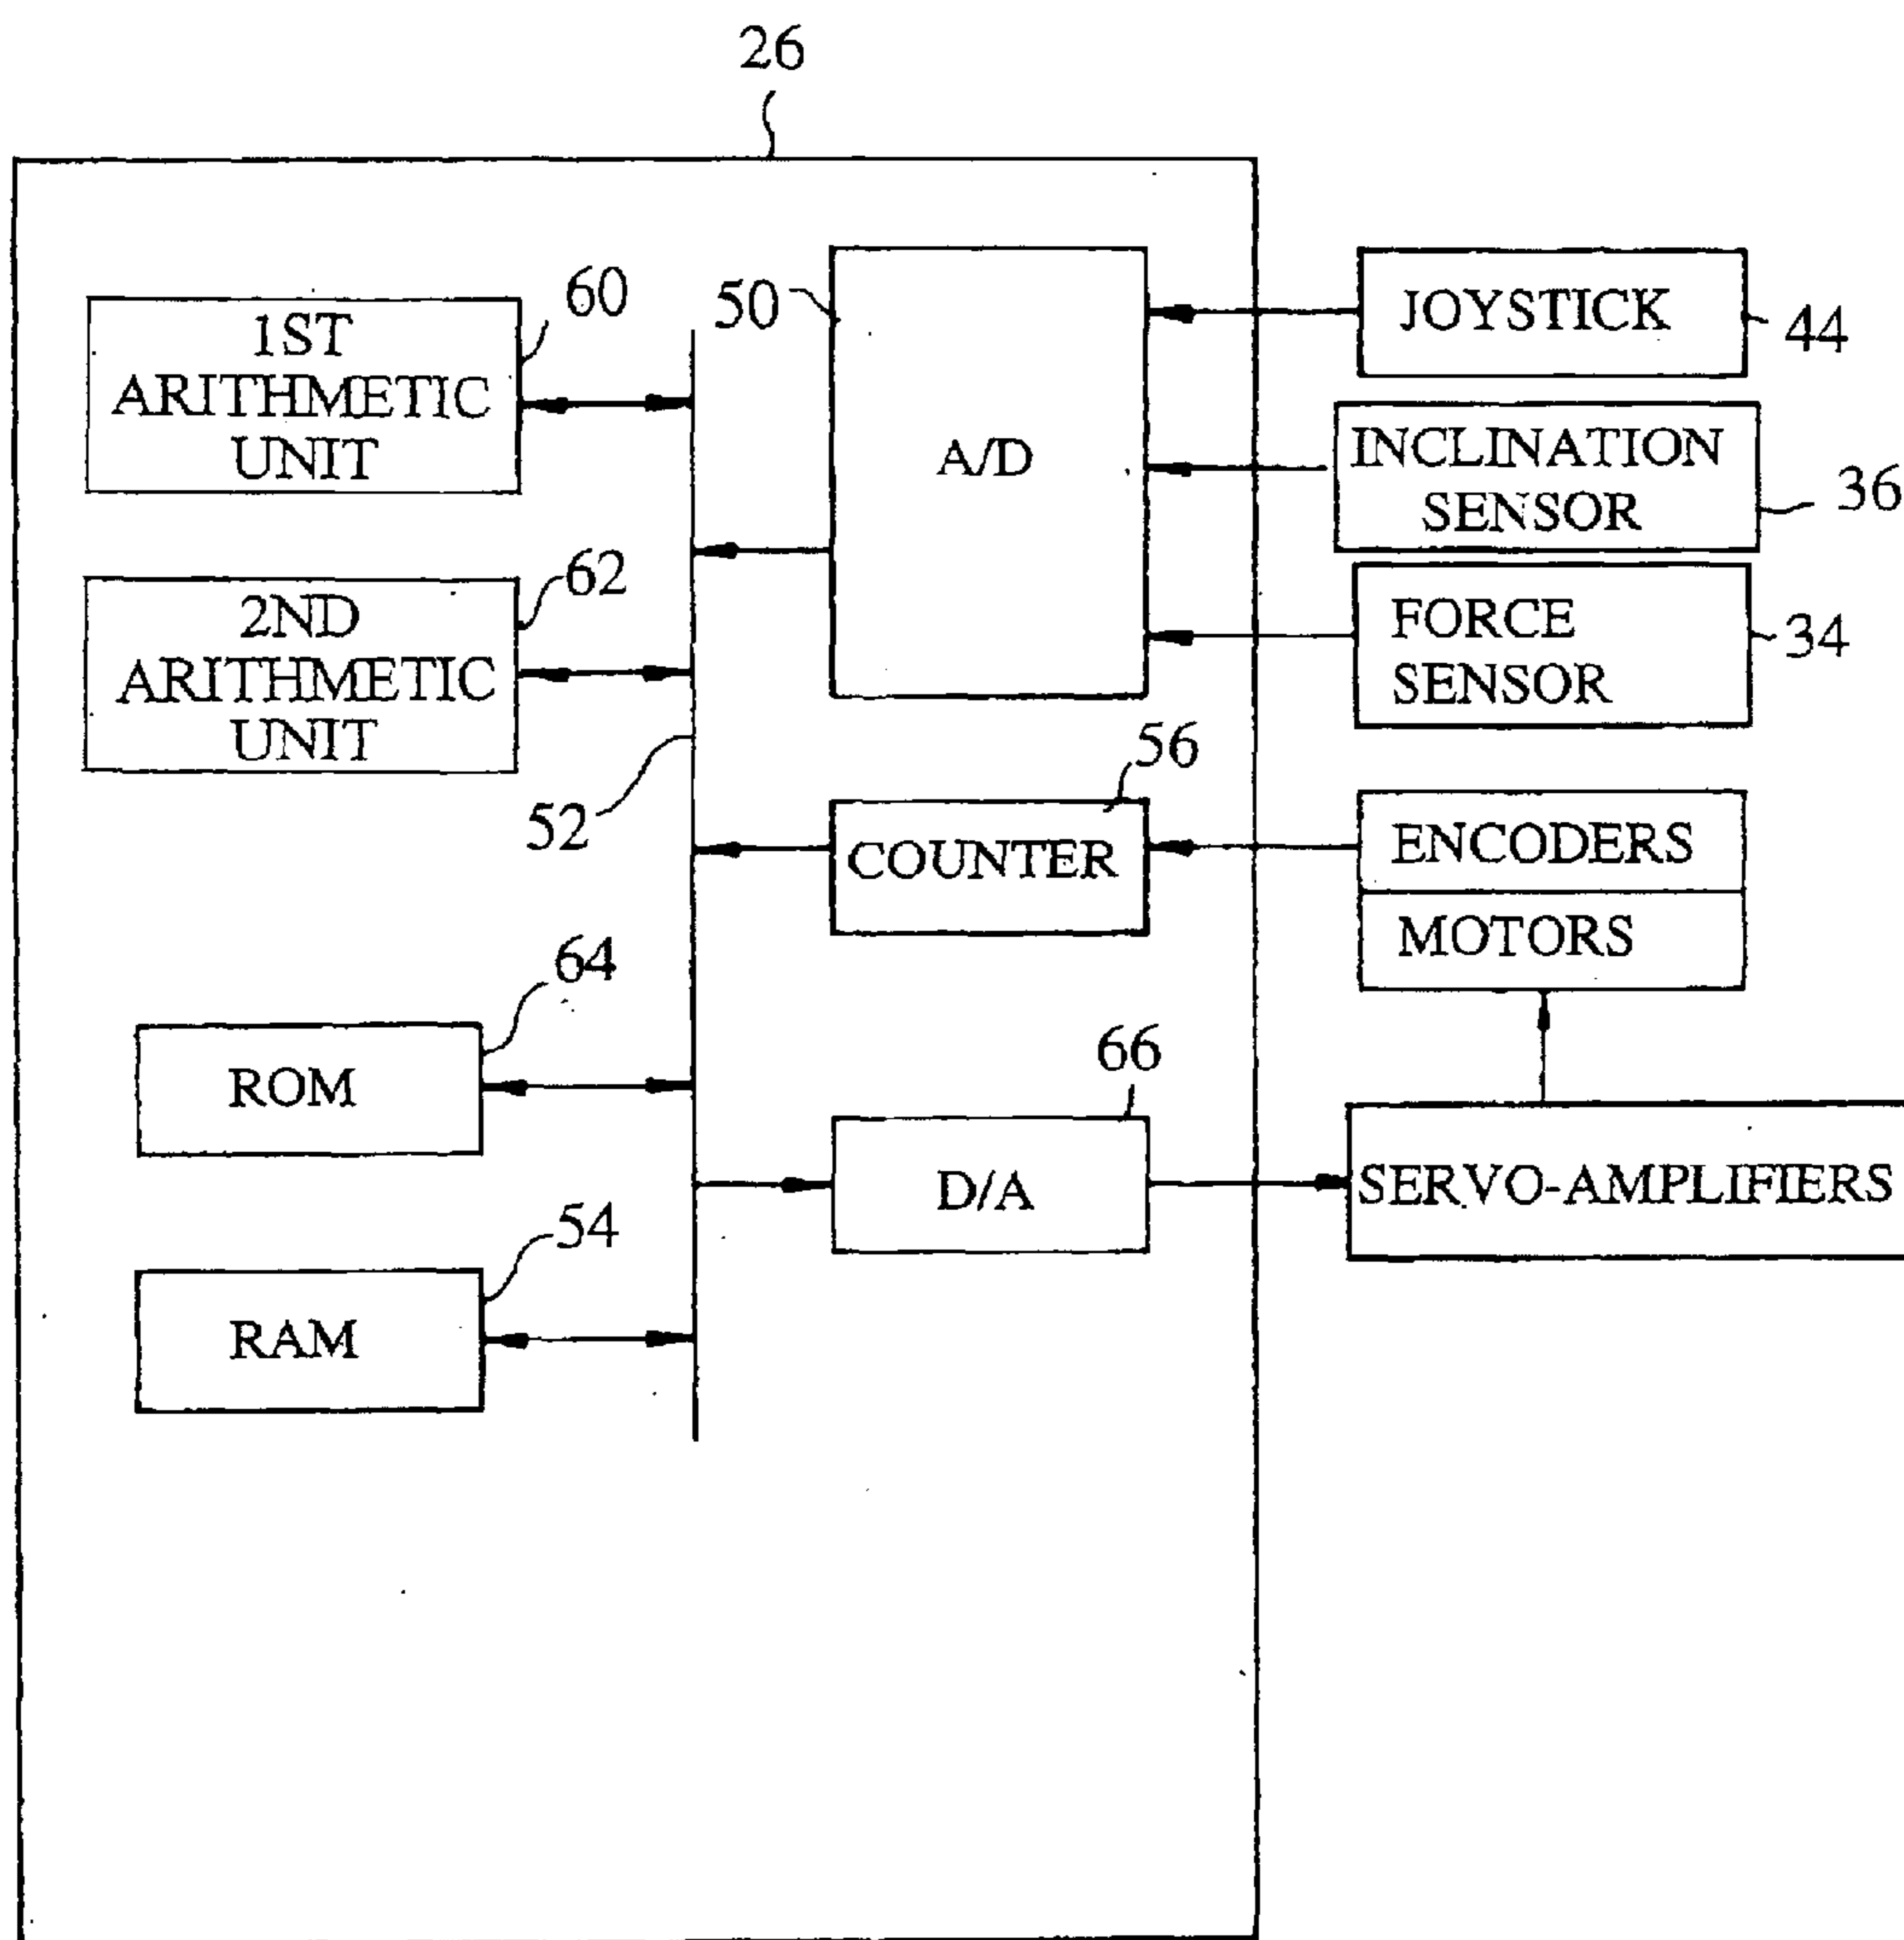 26
60
1ST
ARITHMETIC
UNIT
50
A/D
JOYSTICK
44
INCLINATION
SENSOR
36
62
2ND
ARITHMETIC
UNIT
FORCE
SENSOR
34
52
56
COUNTER
ENCODERS
MOTORS
64
ROM
66
D/A
SERVO-AMPLIFIERS
54
RAM